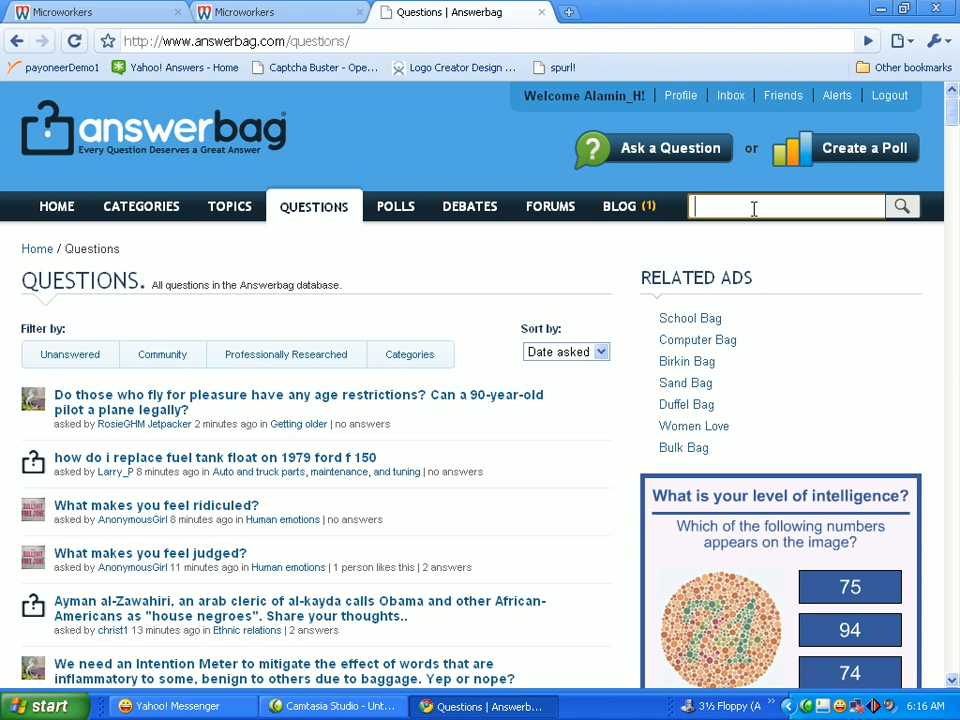 Microworkers
Microworkers
Questions | Answerbag
http://www.answerbag.com/questions/
payoneerDemo1
Yahoo! Answers - Home
Captcha Buster - Ope...
Logo Creator Design ...
spurl!
Other bookmarks
Welcome Alamin_H! | Profile | Inbox | Friends | Alerts | Logout
answerbag
Every Question Deserves a Great Answer
? Ask a Question or Create a Poll
HOME CATEGORIES TOPICS QUESTIONS POLLS DEBATES FORUMS BLOG (1)
Home / Questions
QUESTIONS. All questions in the Answerbag database.
Filter by:
Unanswered Community Professionally Researched Categories
Sort by:
Date asked
Do those who fly for pleasure have any age restrictions? Can a 90-year-old
pilot a plane legally?
asked by RosieGHM Jetpacker 2 minutes ago in Getting older | no answers
how do i replace fuel tank float on 1979 ford f 150
asked by Larry_P 8 minutes ago in Auto and truck parts, maintenance, and tuning | no answers
What makes you feel ridiculed?
asked by AnonymousGirl 8 minutes ago in Human emotions | no answers
What makes you feel judged?
asked by AnonymousGirl 11 minutes ago in Human emotions | 1 person likes this | 2 answers
Ayman al-Zawahiri, an arab cleric of al-kayda calls Obama and other African-
Americans as "house negroes". Share your thoughts..
asked by christ1 13 minutes ago in Ethnic relations | 2 answers
We need an Intention Meter to mitigate the effect of words that are
inflammatory to some, benign to others due to baggage. Yep or nope?
RELATED ADS
School Bag
Computer Bag
Birkin Bag
Sand Bag
Duffel Bag
Women Love
Bulk Bag
What is your level of intelligence?
Which of the following numbers
appears on the image?
74
75
94
74
start
Yahoo! Messenger
Camtasia Studio - Unt...
Questions | Answerb...
3½ Floppy (A
6:16 AM